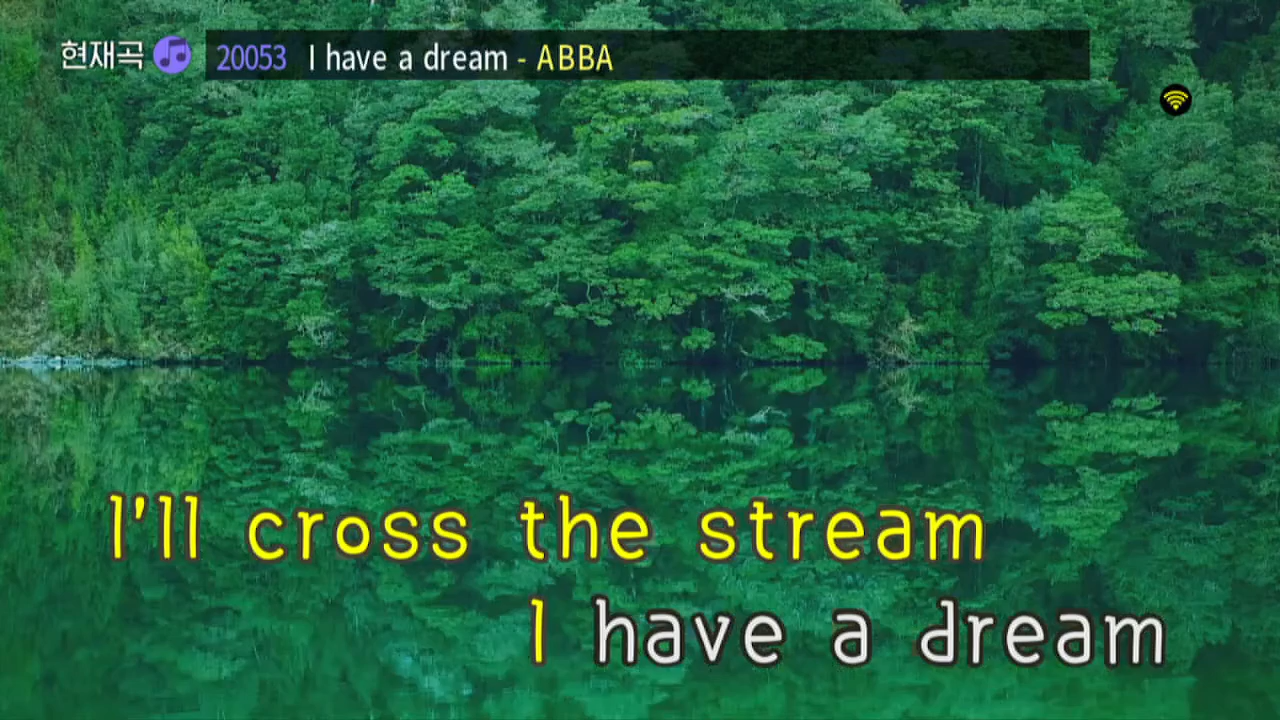 현재곡 20053 I have a dream - ABBA
I'll cross the stream
I have a dream